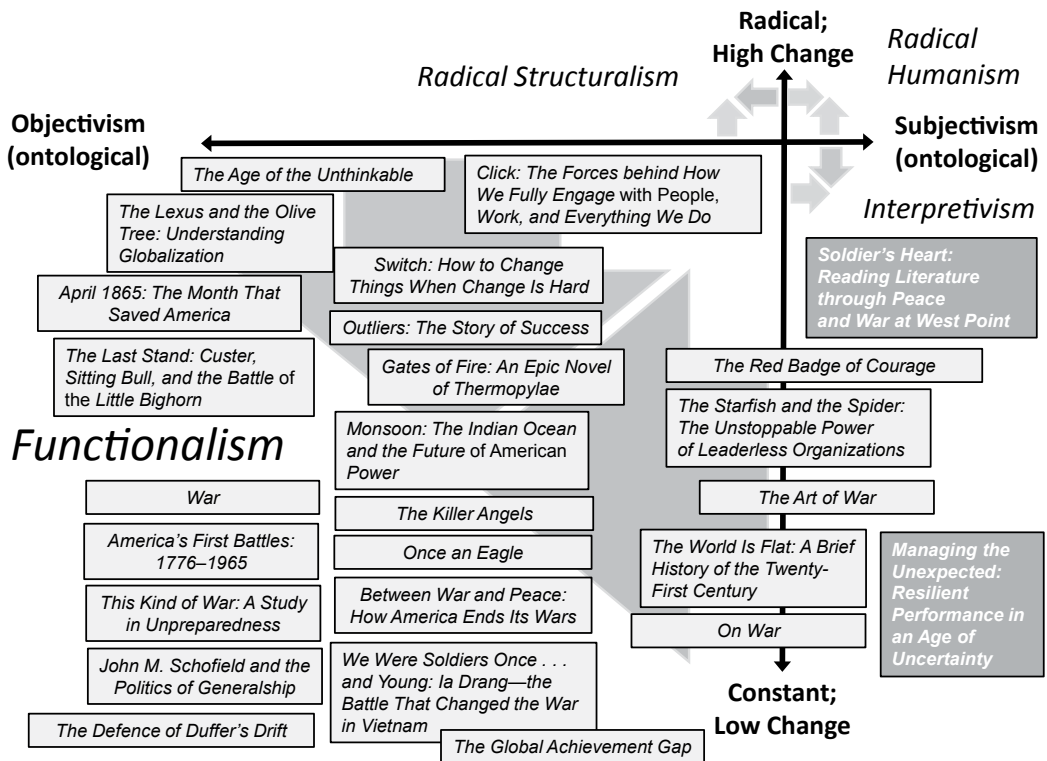 Radical;
High Change
Radical
Humanism
Radical Structuralism
Objectivism
(ontological)
Subjectivism
(ontological)
The Age of the Unthinkable
Click: The Forces behind How
We Fully Engage with People,
Work, and Everything We Do
The Lexus and the Olive
Tree: Understanding
Globalization
Interpretivism
Switch: How to Change
Things When Change Is Hard
Soldier’s Heart:
Reading Literature
through Peace
and War at West Point
April 1865: The Month That
Saved America
Outliers: The Story of Success
The Last Stand: Custer,
Sitting Bull, and the Battle of
the Little Bighorn
Gates of Fire: An Epic Novel
of Thermopylae
The Red Badge of Courage
The Starfish and the Spider:
The Unstoppable Power
of Leaderless Organizations
Functionalism
Monsoon: The Indian Ocean
and the Future of American
Power
War
The Killer Angels
The Art of War
America’s First Battles:
1776–1965
Once an Eagle
The World Is Flat: A Brief
History of the Twenty-
First Century
Managing the
Unexpected:
Resilient
Performance in
an Age of
Uncertainty
This Kind of War: A Study
in Unpreparedness
Between War and Peace:
How America Ends Its Wars
On War
John M. Schofield and the
Politics of Generalship
We Were Soldiers Once . . .
and Young: Ia Drang—the
Battle That Changed the War
in Vietnam
Constant;
Low Change
The Defence of Duffer’s Drift
The Global Achievement Gap